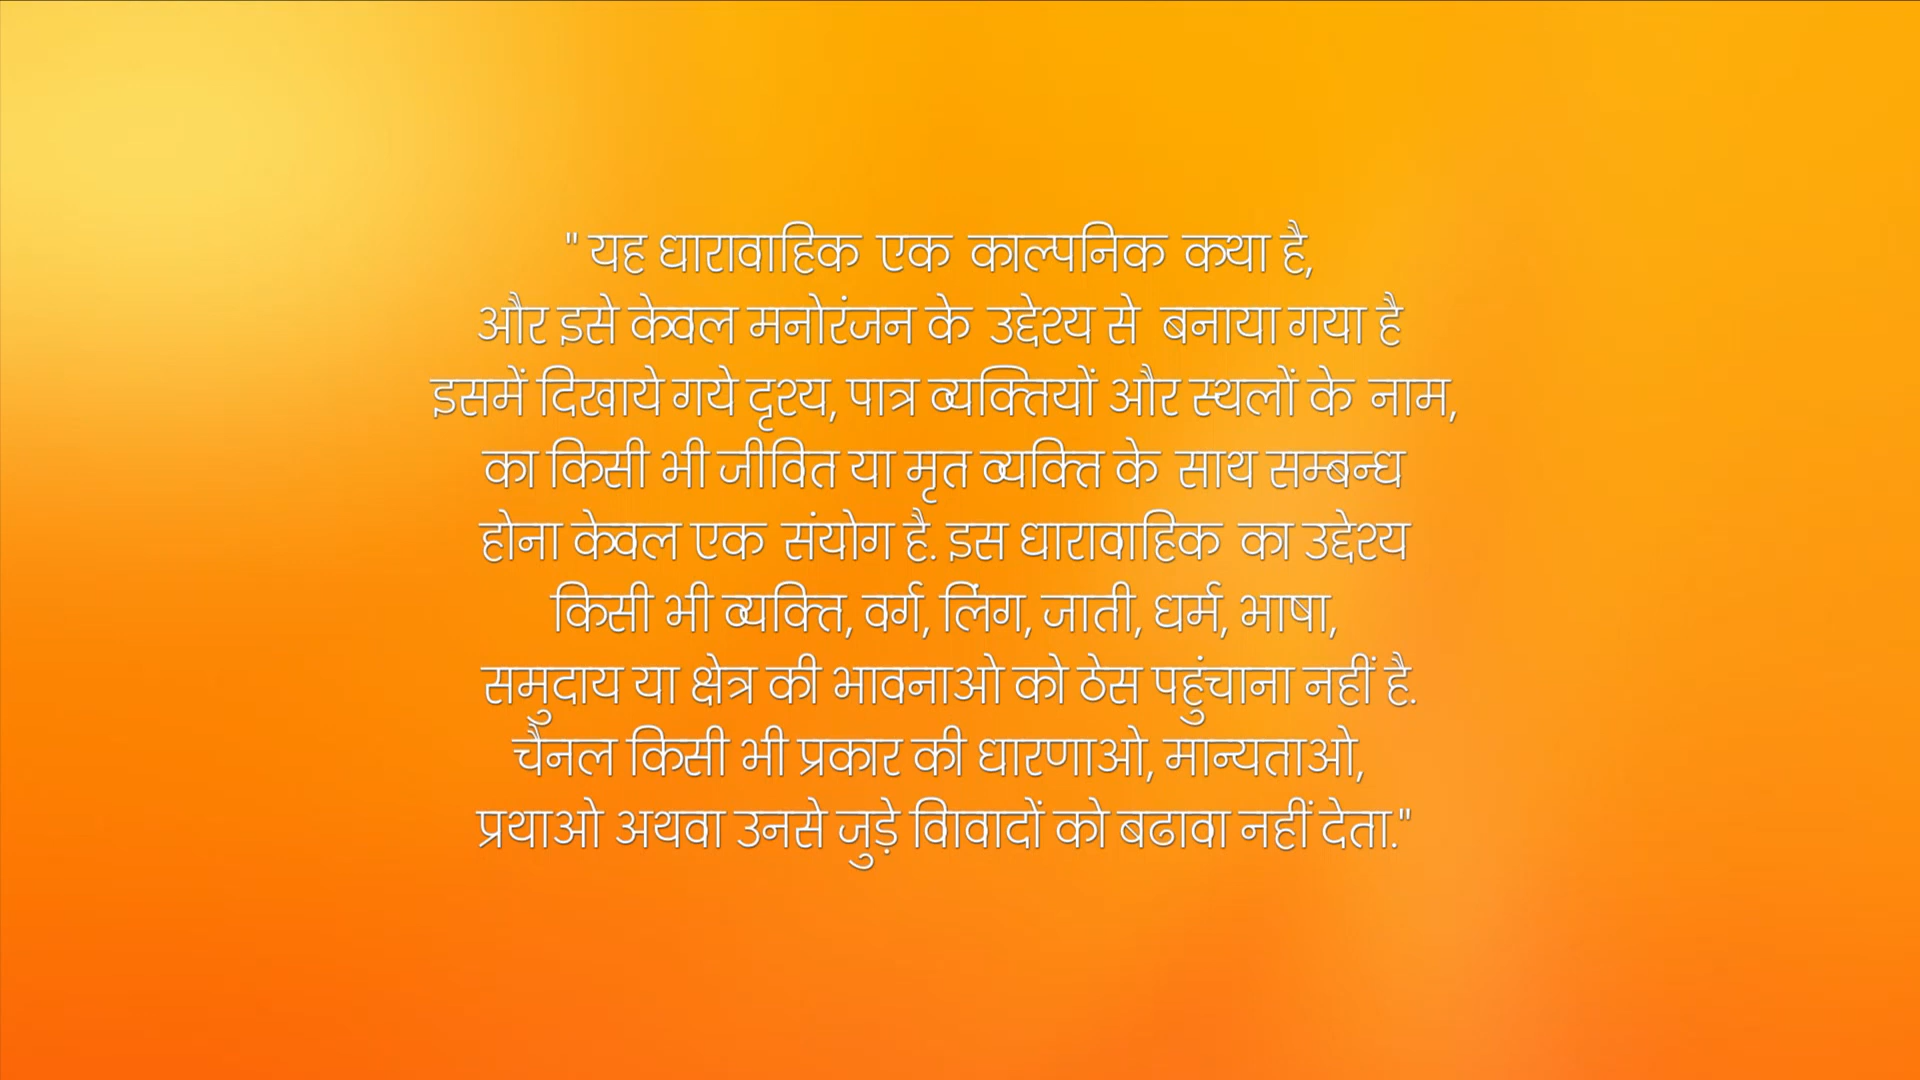 " यह धारावाहिक एक काल्पनिक कथा है,
और इसे केवल मनोरंजन के उद्देश्य से बनाया गया है
इसमें दिखाये गये दृश्य, पात्र व्यक्तियों और स्थलों के नाम,
का किसी भी जीवित या मृत व्यक्ति के साथ सम्बन्ध
होना केवल एक संयोग है. इस धारावाहिक का उद्देश्य
किसी भी व्यक्ति, वर्ग, लिंग, जाती, धर्म, भाषा,
समुदाय या क्षेत्र की भावनाओ को ठेस पहुंचाना नहीं है.
चैनल किसी भी प्रकार की धारणाओ, मान्यताओ,
प्रथाओ अथवा उनसे जुड़े विवादों को बढावा नहीं देता."